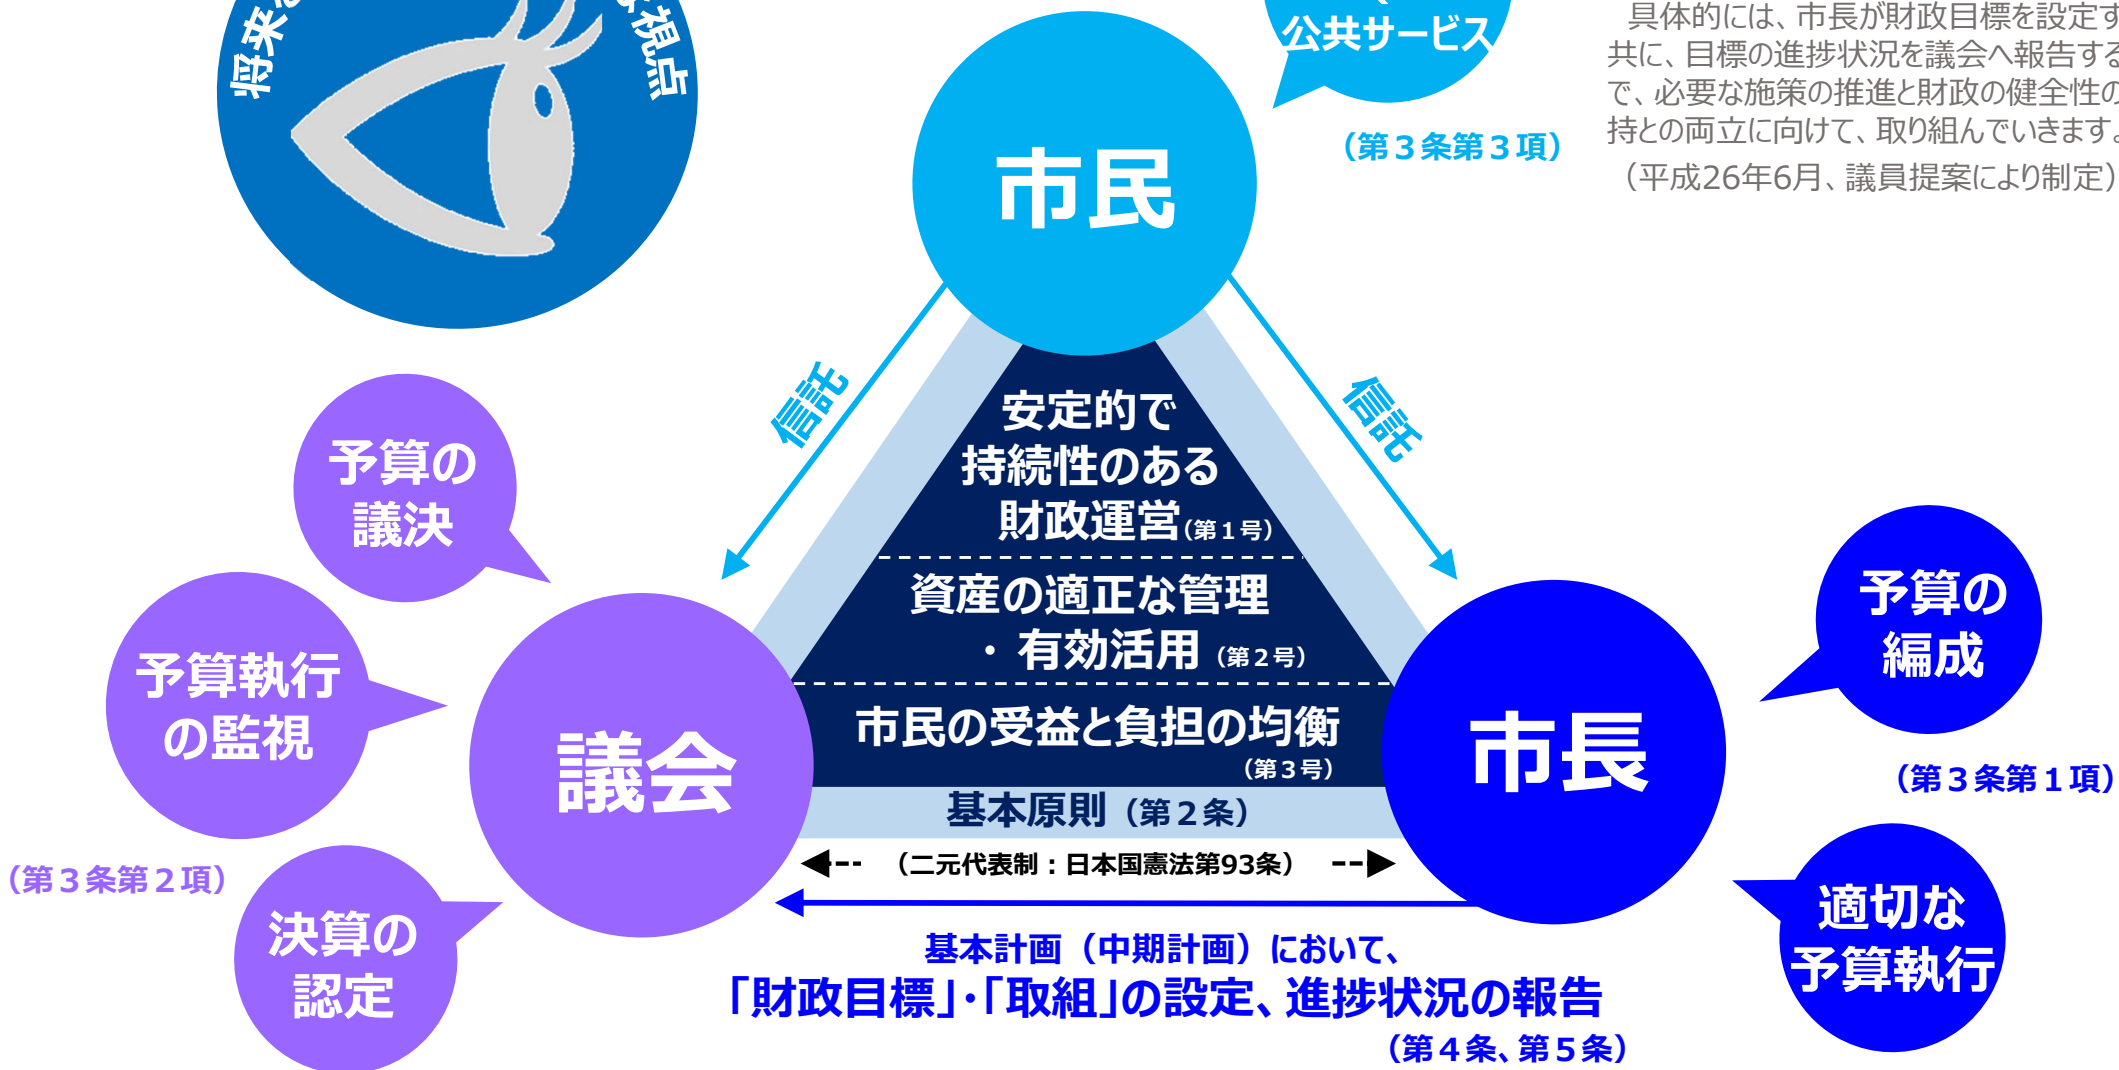 将来
な視点
公共サービス
（第３条第３項）
具体的には、市長が財政目標を設定す
共に、目標の進捗状況を議会へ報告する
で、必要な施策の推進と財政の健全性の
持との両立に向けて、取り組んでいきます。
（平成26年6月、議員提案により制定）
市民
信託
信託
安定的で
持続性のある
財政運営（第１号）
資産の適正な管理
・有効活用（第２号）
市民の受益と負担の均衡
（第３号）
基本原則（第２条）
（二元代表制：日本国憲法第93条）
予算の
議決
予算執行
の監視
（第３条第２項）
決算の
認定
議会
市長
予算の
編成
（第３条第１項）
適切な
予算執行
基本計画（中期計画）において、
「財政目標」・「取組」の設定、進捗状況の報告
（第４条、第５条）